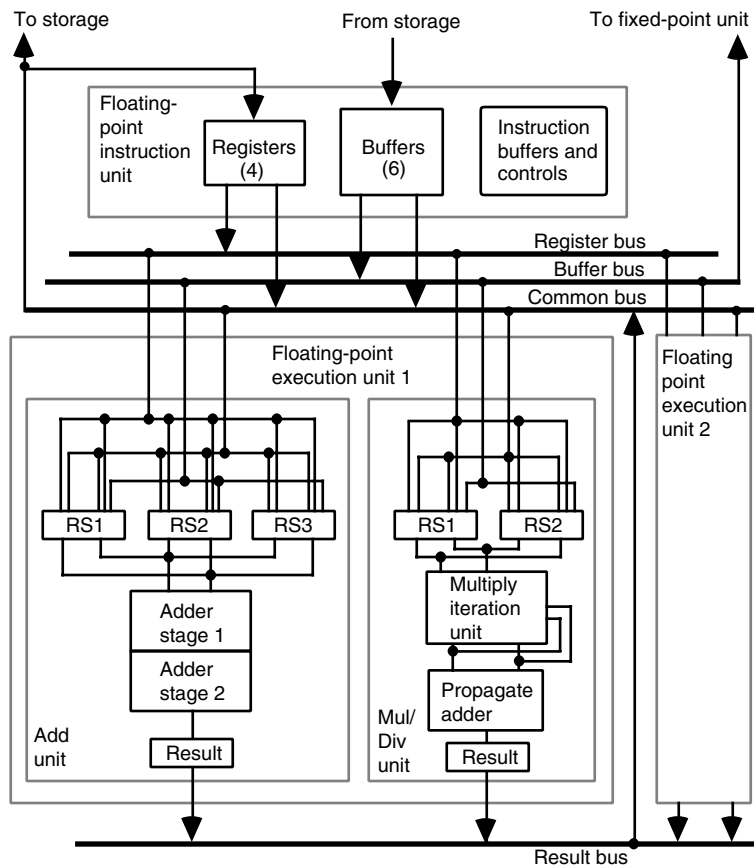 To storage
From storage
To fixed-point unit
Floating-
point
instruction
unit
Registers
(4)
Buffers
(6)
Instruction
buffers and
controls
Register bus
Buffer bus
Common bus
Floating-point
execution unit 1
Floating
point
execution
unit 2
RS1
RS2
RS3
RS1
RS2
Adder
stage 1
Adder
stage 2
Multiply
iteration
unit
Propagate
adder
Add
unit
Result
Mul/
Div
unit
Result
Result bus